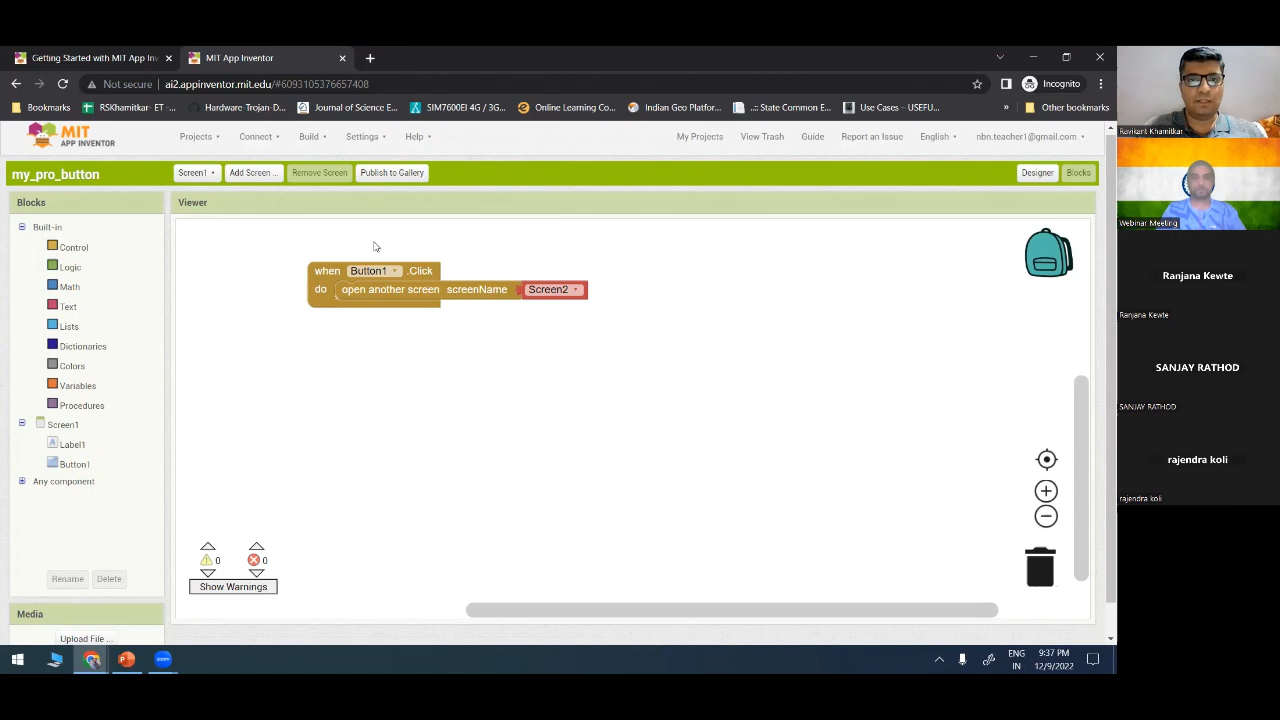 Getting Started with MIT App Inv
MIT App Inventor
Not secure
ai2.appinventor.mit.edu/#6093105376657408
Incognito
Bookmarks
RSKhamitkar- ET -...
Hardware-Trojan-D...
Journal of Science E...
SIM7600E 4G / 3G...
Online Learning Co...
Indian Geo Platfor...
...: State Common E...
Use Cases – USEFU...
»
Other bookmarks
MIT
APP INVENTOR
Projects
Connect
Build
Settings
Help
My Projects
View Trash
Guide
Report an Issue
English
nbn.teacher1@gmail.com
my_pro_button
Screen1
Add Screen ...
Remove Screen
Publish to Gallery
Designer
Blocks
Blocks
Viewer
Built-in
Control
Logic
Math
Text
Lists
Dictionaries
Colors
Variables
Procedures
Screen1
Label1
Button1
Any component
Rename
Delete
Media
Upload File ...
when Button1 .Click
do open another screen screenName Screen2
0
0
Show Warnings
Ravikant Khamitkar
Webinar Meeting
Ranjana Kewte
Ranjana Kewte
SANJAY RATHOD
SANJAY RATHOD
rajendra koli
rajendra koli
ENG
IN
9:37 PM
12/9/2022